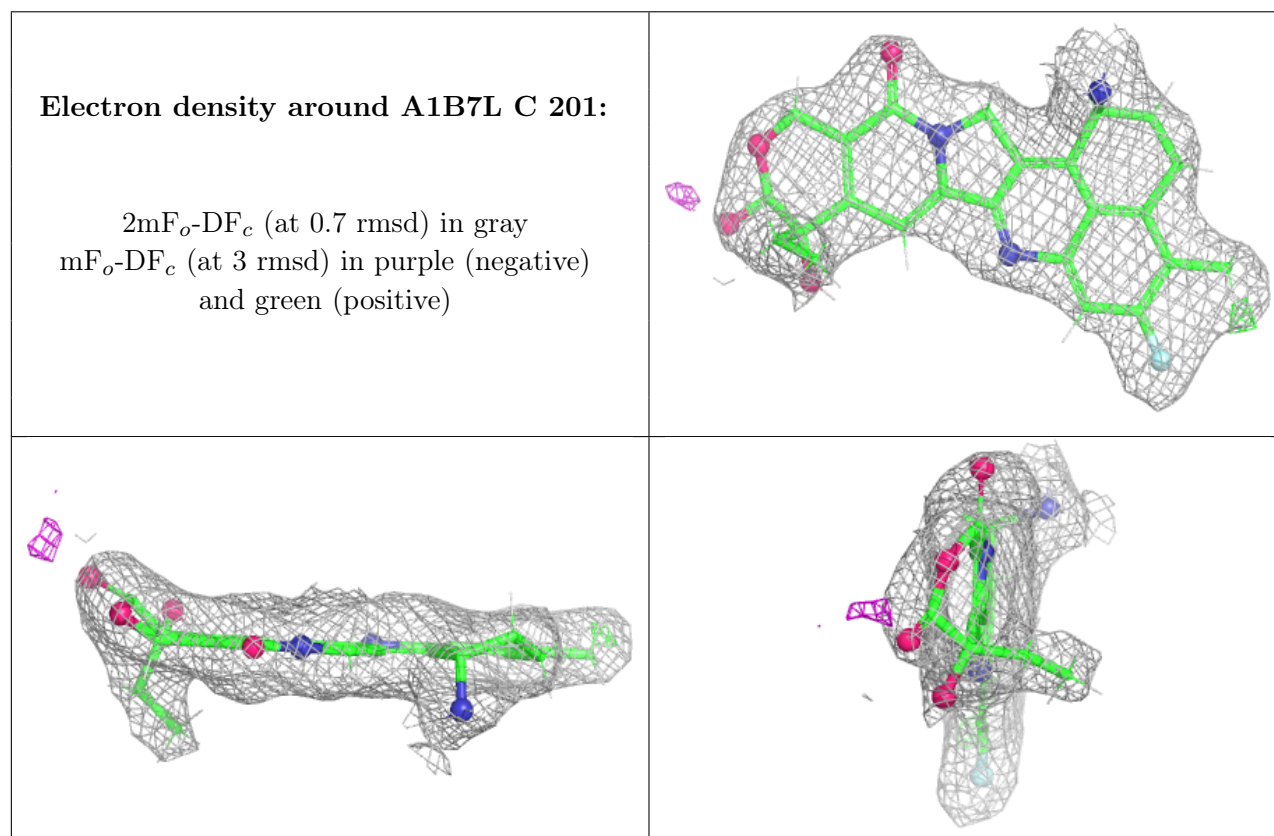 Electron density around A1B7L C 201:
2mFo-DFc (at 0.7 rmsd) in gray
mFo-DFc (at 3 rmsd) in purple (negative)
and green (positive)